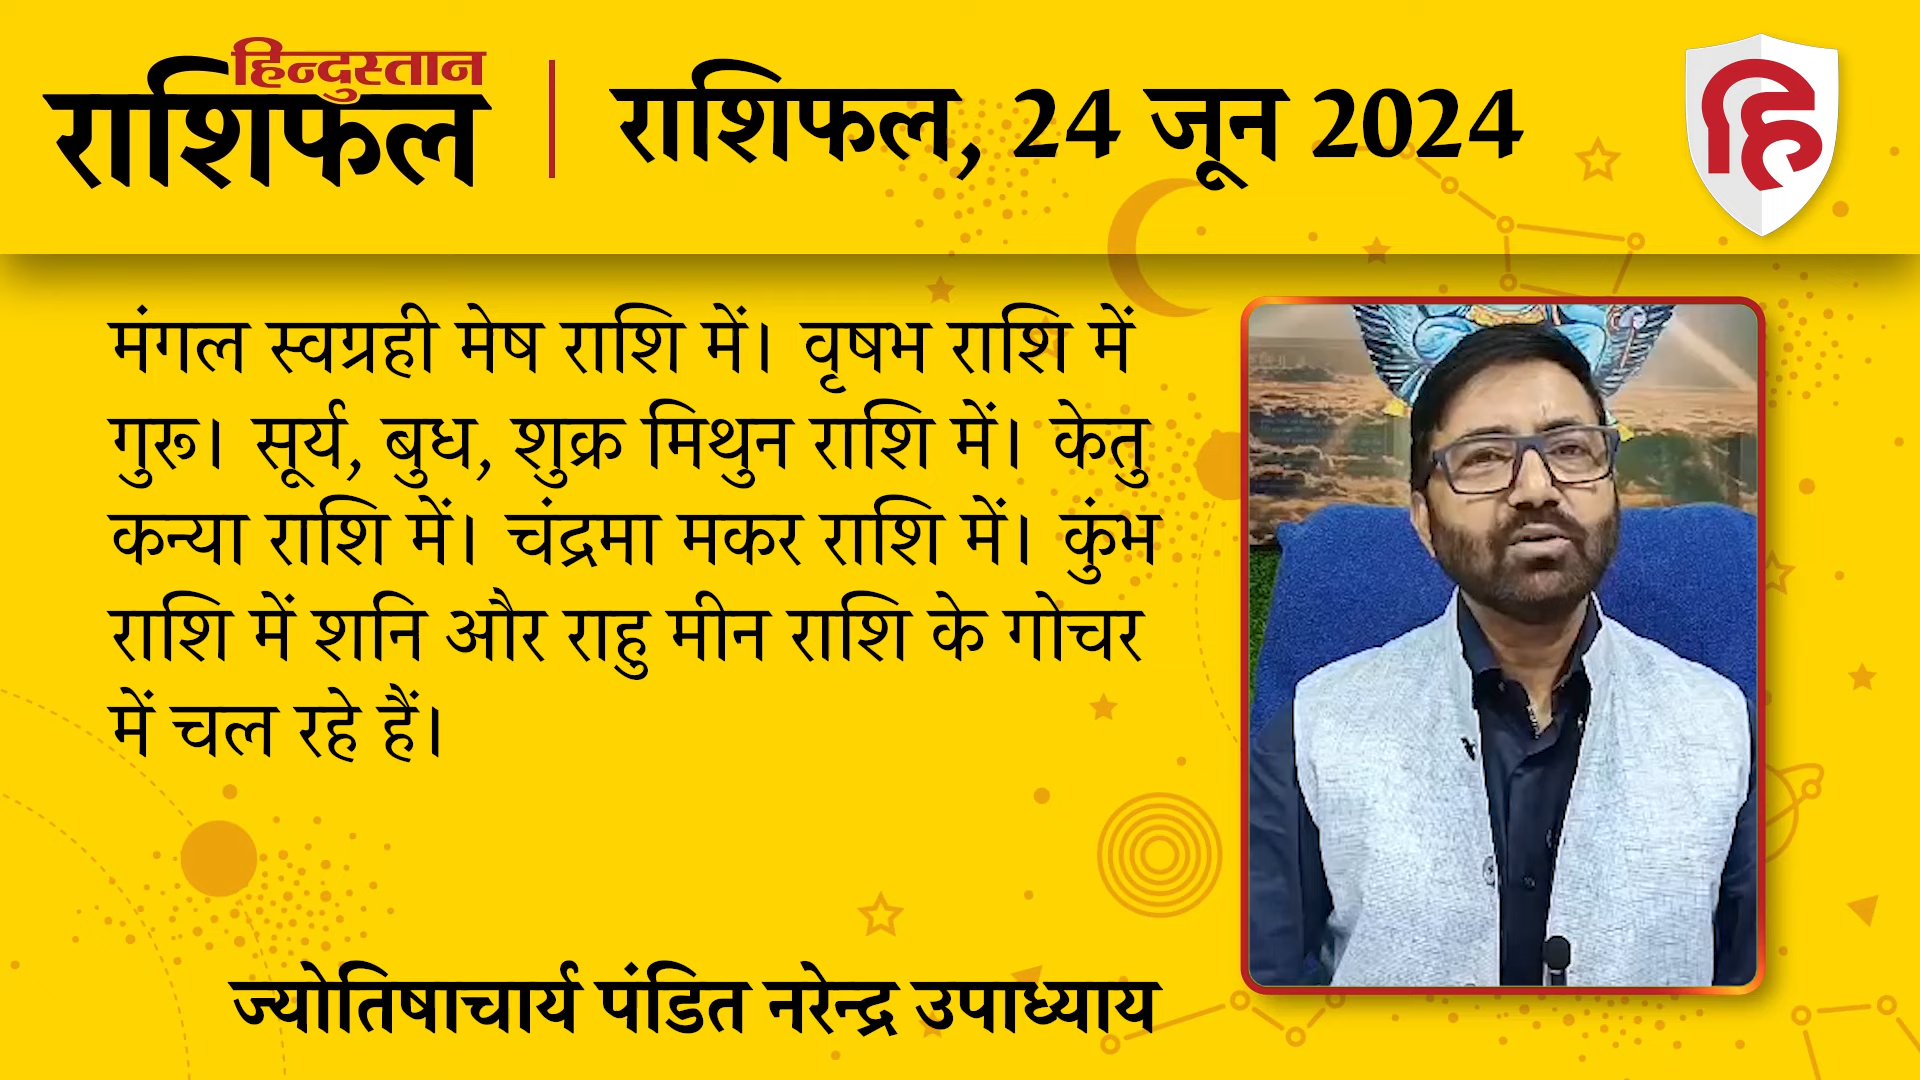 हिन्दुस्तान
राशिफल
राशिफल, 24 जून 2024
हि
मंगल स्वग्रही मेष राशि में। वृषभ राशि में
गुरू। सूर्य, बुध, शुक्र मिथुन राशि में। केतु
कन्या राशि में। चंद्रमा मकर राशि में। कुंभ
राशि में शनि और राहु मीन राशि के गोचर
में चल रहे हैं।
ज्योतिषाचार्य पंडित नरेन्द्र उपाध्याय